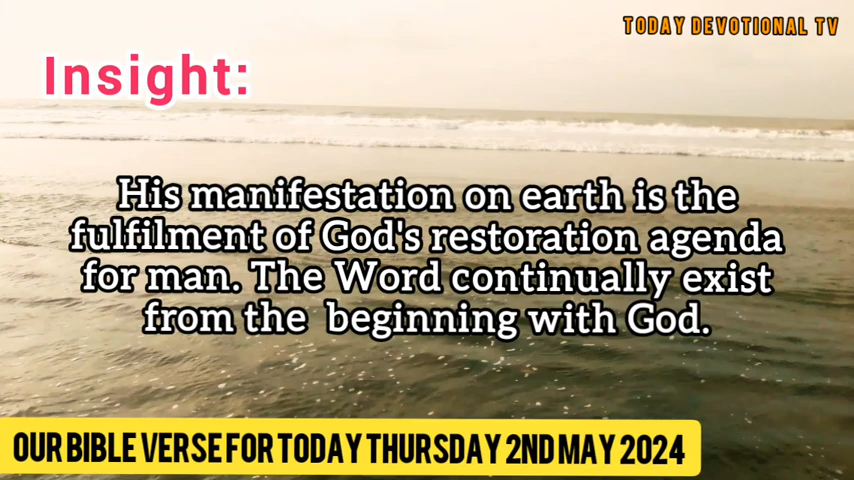 TODAY DEVOTIONAL TV
Insight:
His manifestation on earth is the
fulfilment of God's restoration agenda
for man. The Word continually exist
from the beginning with God.
OUR BIBLE VERSE FOR TODAY THURSDAY 2ND MAY 2024